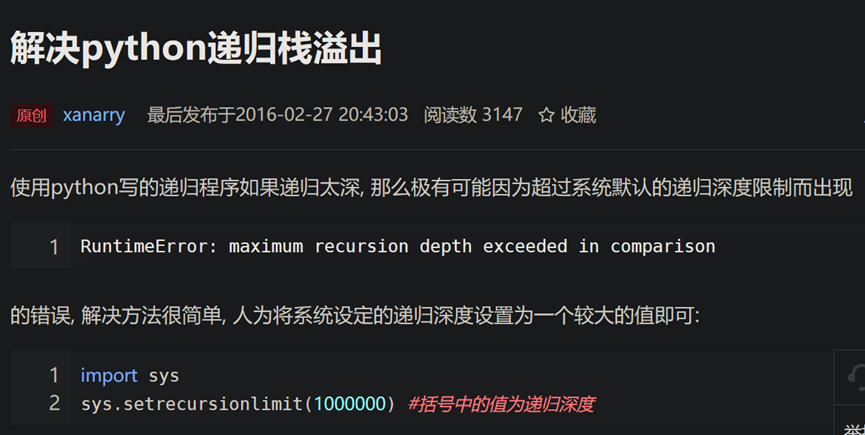 解决python递归栈溢出
原创 xanarry 最后发布于2016-02-27 20:43:03 阅读数 3147 ☆ 收藏
使用python写的递归程序如果递归太深, 那么极有可能因为超过系统默认的递归深度限制而出现
1 RuntimeError: maximum recursion depth exceeded in comparison
的错误, 解决方法很简单, 人为将系统设定的递归深度设置为一个较大的值即可:
1 import sys
2 sys.setrecursionlimit(1000000) #括号中的值为递归深度